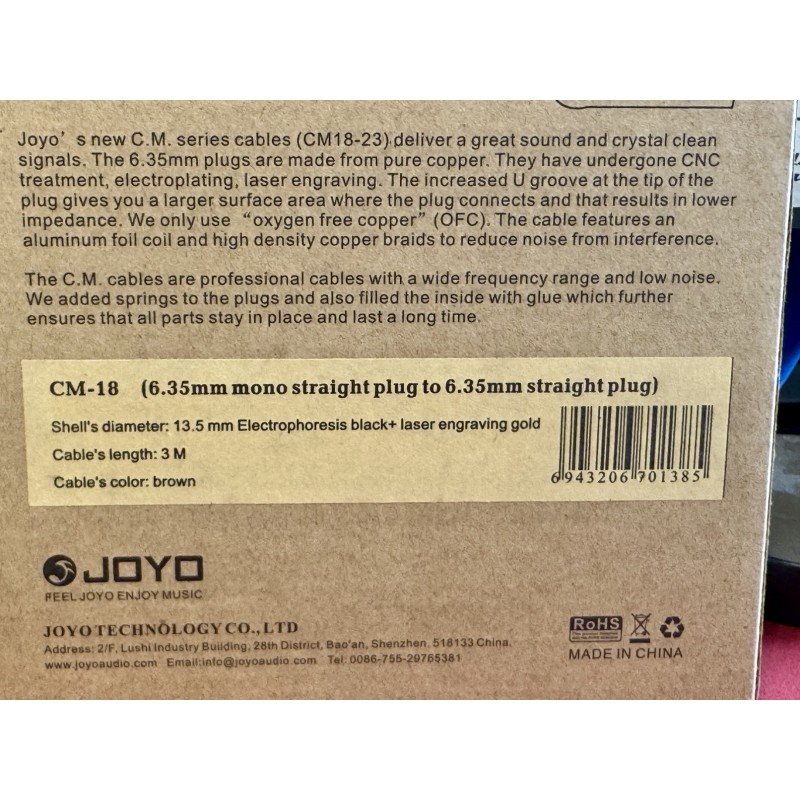 Joyo's new C.M. series cables (CM18-23) deliver a great sound and crystal clean
signals. The 6.35mm plugs are made from pure copper. They have undergone CNC
treatment, electroplating, laser engraving. The increased U groove at the tip of the
plug gives you a larger surface area where the plug connects and that results in lower
impedance. We only use “oxygen free copper” (OFC). The cable features an
aluminum foil coil and high density copper braids to reduce noise from interference.
The C.M. cables are professional cables with a wide frequency range and low noise.
We added springs to the plugs and also filled the inside with glue which further
ensures that all parts stay in place and last a long time.
CM-18 (6.35mm mono straight plug to 6.35mm straight plug)
Shell's diameter: 13.5 mm Electrophoresis black+ laser engraving gold
Cable's length: 3 M
Cable's color: brown
6943206701385
JOYO
FEEL JOYO ENJOY MUSIC
JOYO TECHNOLOGY CO., LTD
Address: 2/F, Lushi Industry Building, 28th District, Bao'an, Shenzhen, 518133 China.
www.joyoaudio.com Email:info@joyoaudio.com Tel: 0086-755-29765381
RoHS
MADE IN CHINA